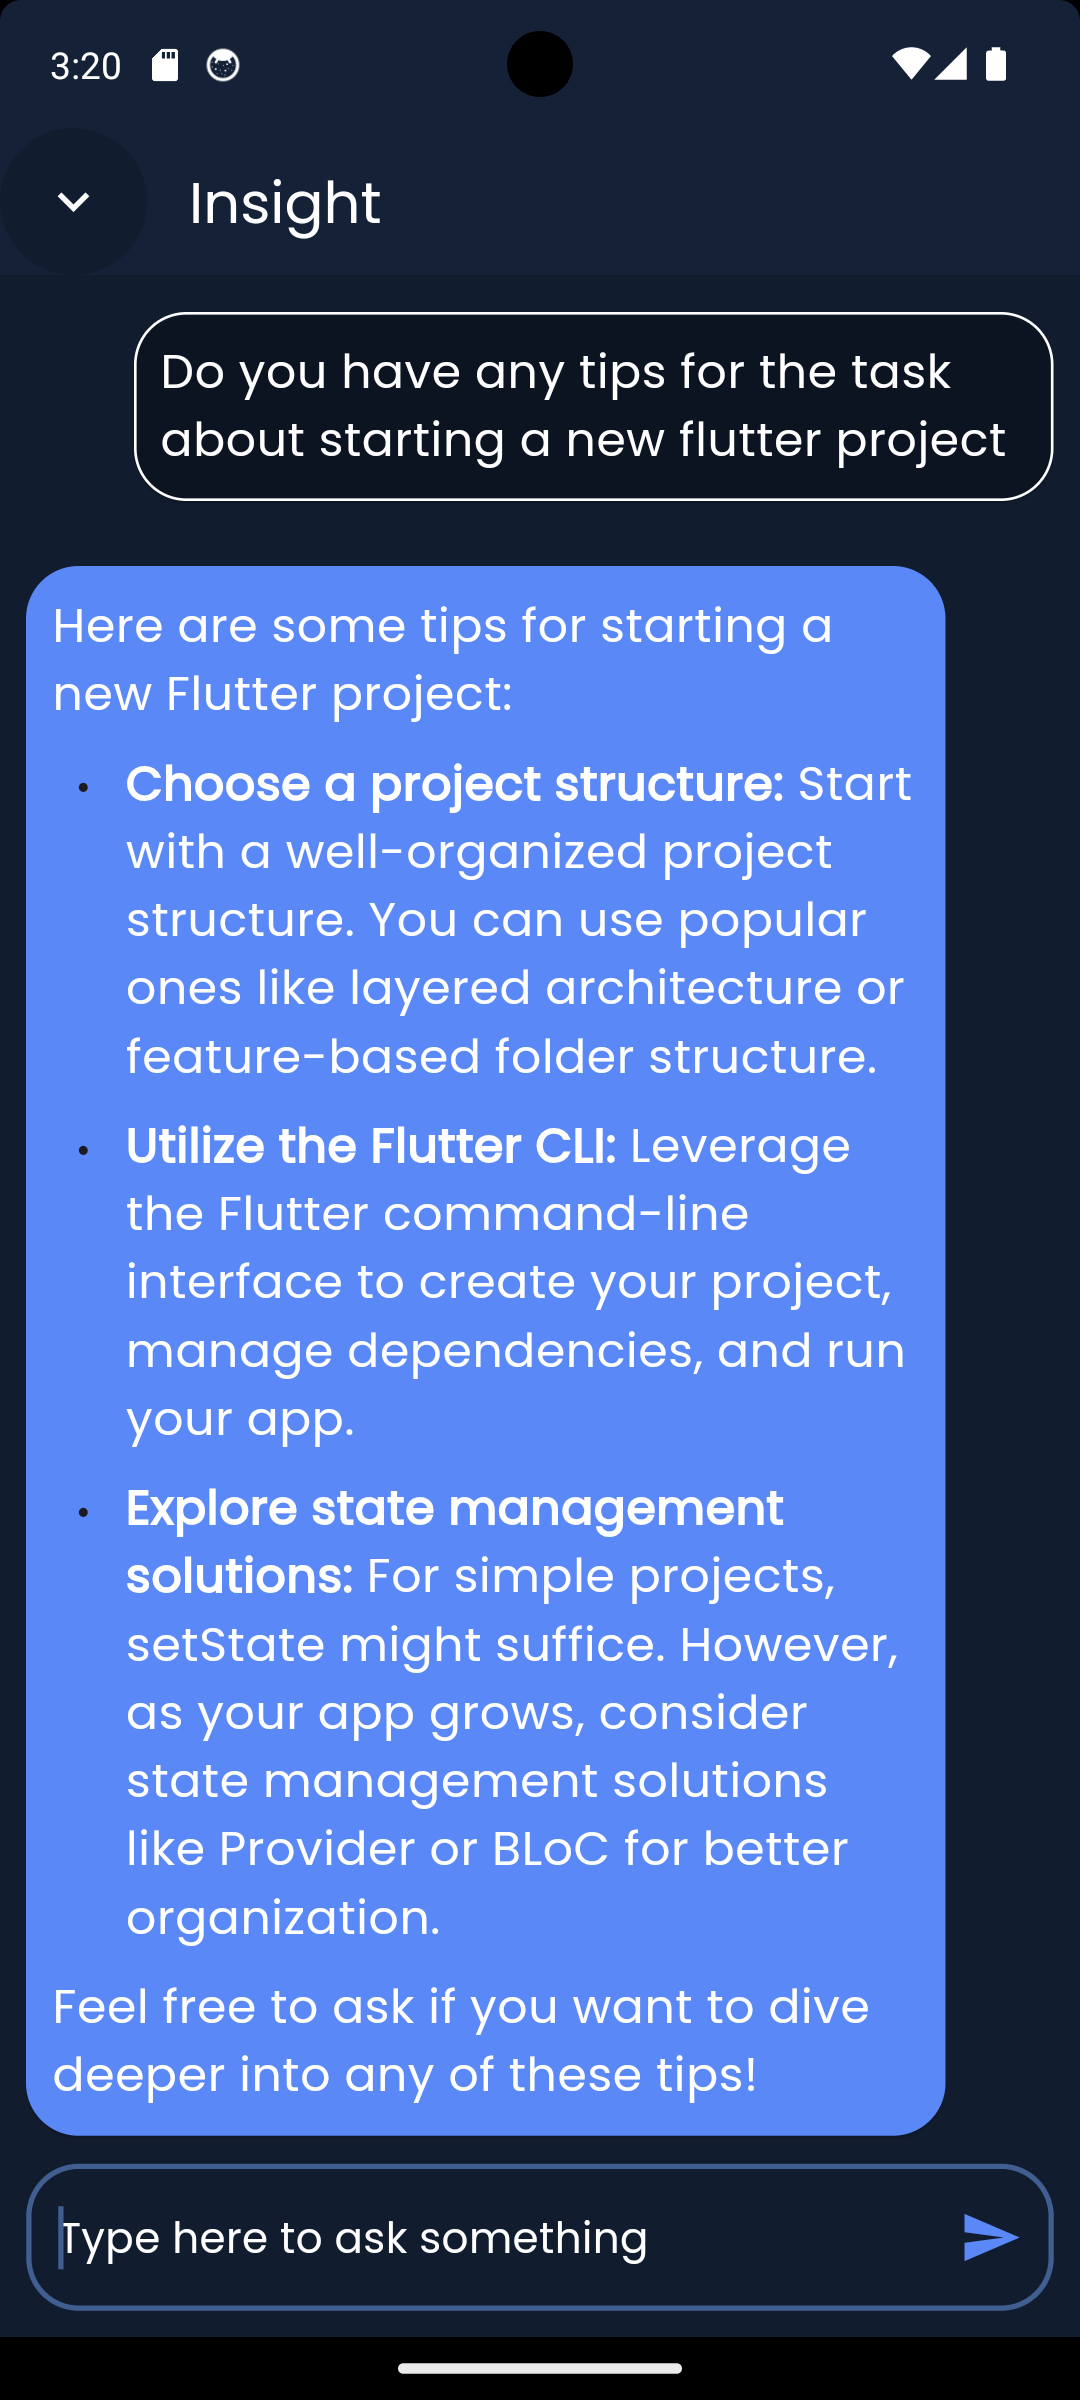 3:20
Insight
Do you have any tips for the task
about starting a new flutter project
Here are some tips for starting a
new Flutter project:
• Choose a project structure: Start
with a well-organized project
structure. You can use popular
ones like layered architecture or
feature-based folder structure.
• Utilize the Flutter CLI: Leverage
the Flutter command-line
interface to create your project,
manage dependencies, and run
your app.
• Explore state management
solutions: For simple projects,
setState might suffice. However,
as your app grows, consider
state management solutions
like Provider or BLoC for better
organization.
Feel free to ask if you want to dive
deeper into any of these tips!
Type here to ask something